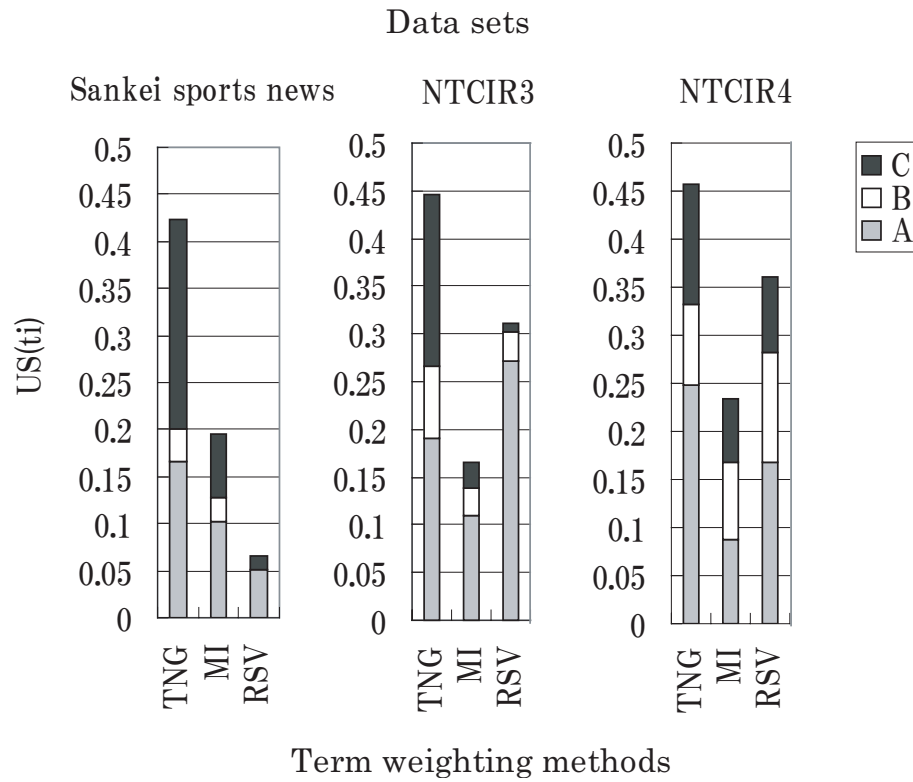 Data sets
Sankei sports news
NTCIR3
NTCIR4
US(ti)
0.5
0.45
0.4
0.35
0.3
0.25
0.2
0.15
0.1
0.05
0
TNG
MI
RSV
0.5
0.45
0.4
0.35
0.3
0.25
0.2
0.15
0.1
0.05
0
TNG
MI
RSV
0.5
0.45
0.4
0.35
0.3
0.25
0.2
0.15
0.1
0.05
0
TNG
MI
RSV
C
B
A
Term weighting methods